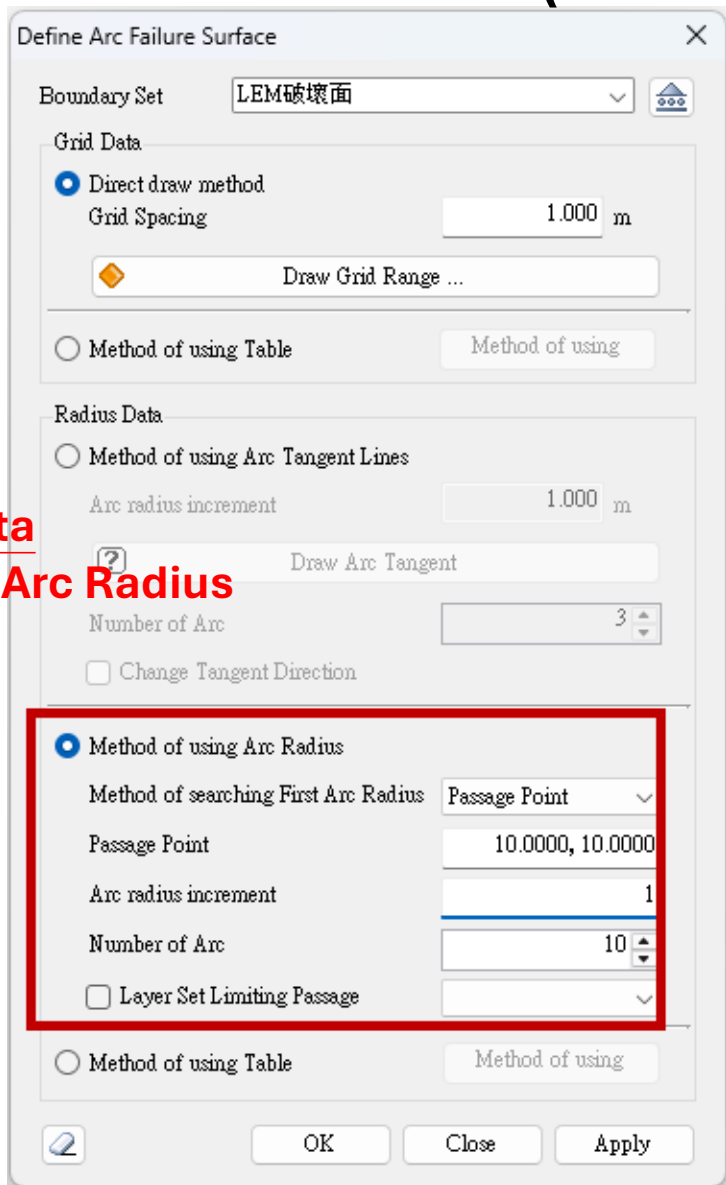 Define Arc Failure Surface
Boundary Set LEM破壞面
Grid Data
Direct draw method
Grid Spacing 1.000 m
Draw Grid Range ...
Method of using Table Method of using
Radius Data
Method of using Arc Tangent Lines
Arc radius increment 1.000 m
ta
Draw Arc Tangent
Arc Radius
Number of Arc 3
Change Tangent Direction
Method of using Arc Radius
Method of searching First Arc Radius Passage Point
Passage Point 10.0000, 10.0000
Arc radius increment 1
Number of Arc 10
Layer Set Limiting Passage
Method of using Table Method of using
OK Close Apply